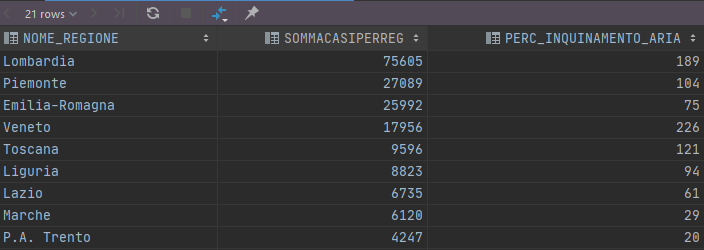 21 rows
NOME_REGIONE SOMMACASIPERREG PERC_INQUINAMENTO_ARIA
Lombardia 75605 189
Piemonte 27089 104
Emilia-Romagna 25992 75
Veneto 17956 226
Toscana 9596 121
Liguria 8823 94
Lazio 6735 61
Marche 6120 29
P.A. Trento 4247 20